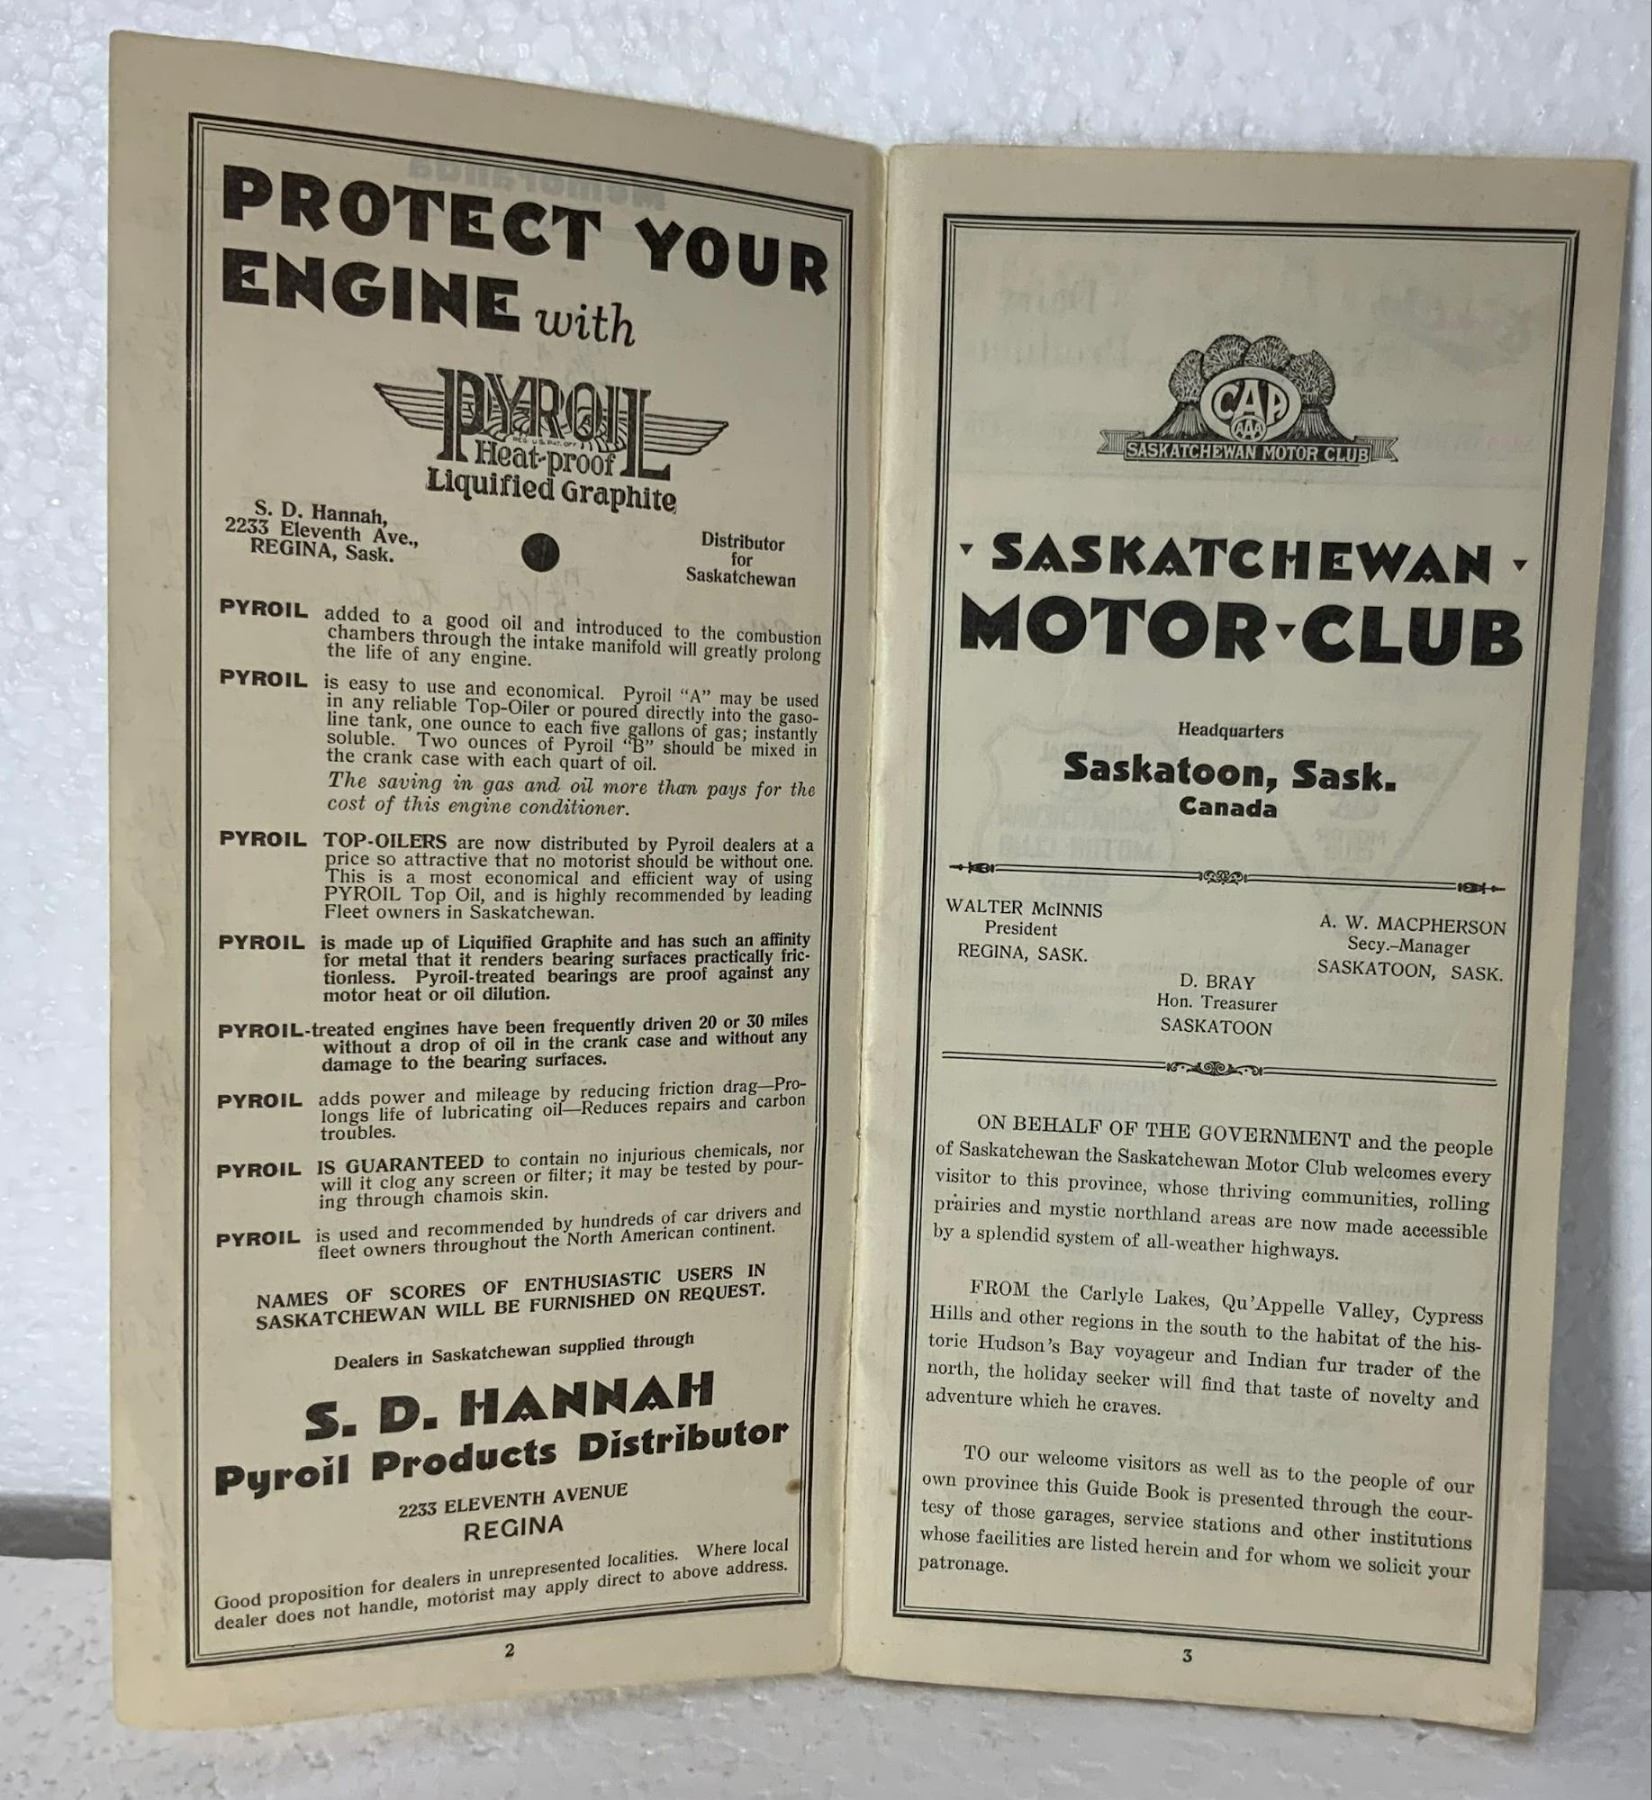 PROTECT YOUR
ENGINE with
PYROIL
REG. U.S. PAT. OFF.
Heat-proof
Liquified Graphite
S. D. Hannah,
2233 Eleventh Ave.,
REGINA, Sask.
Distributor
for
Saskatchewan
PYROIL added to a good oil and introduced to the combustion
chambers through the intake manifold will greatly prolong
the life of any engine.
PYROIL is easy to use and economical. Pyroil "A" may be used
in any reliable Top-Oiler or poured directly into the gaso-
line tank, one ounce to each five gallons of gas; instantly
soluble. Two ounces of Pyroil "B" should be mixed in
the crank case with each quart of oil.
The saving in gas and oil more than pays for the
cost of this engine conditioner.
PYROIL TOP-OILERS are now distributed by Pyroil dealers at a
price so attractive that no motorist should be without one.
This is a most economical and efficient way of using
PYROIL Top Oil, and is highly recommended by leading
Fleet owners in Saskatchewan.
PYROIL is made up of Liquified Graphite and has such an affinity
for metal that it renders bearing surfaces practically fric-
tionless. Pyroil-treated bearings are proof against any
motor heat or oil dilution.
PYROIL-treated engines have been frequently driven 20 or 30 miles
without a drop of oil in the crank case and without any
damage to the bearing surfaces.
PYROIL adds power and mileage by reducing friction drag—Pro-
longs life of lubricating oil—Reduces repairs and carbon
troubles.
PYROIL IS GUARANTEED to contain no injurious chemicals, nor
will it clog any screen or filter; it may be tested by pour-
ing through chamois skin.
PYROIL is used and recommended by hundreds of car drivers and
fleet owners throughout the North American continent.
NAMES OF SCORES OF ENTHUSIASTIC USERS IN
SASKATCHEWAN WILL BE FURNISHED ON REQUEST.
Dealers in Saskatchewan supplied through
S. D. HANNAH
Pyroil Products Distributor
2233 ELEVENTH AVENUE
REGINA
Good proposition for dealers in unrepresented localities. Where local
dealer does not handle, motorist may apply direct to above address.
2
CAA
AAA
SASKATCHEWAN MOTOR CLUB
SASKATCHEWAN
MOTOR CLUB
Headquarters
Saskatoon, Sask.
Canada
WALTER McINNIS
President
REGINA, SASK.
A. W. MACPHERSON
Secy.-Manager
SASKATOON, SASK.
D. BRAY
Hon. Treasurer
SASKATOON
ON BEHALF OF THE GOVERNMENT and the people
of Saskatchewan the Saskatchewan Motor Club welcomes every
visitor to this province, whose thriving communities, rolling
prairies and mystic northland areas are now made accessible
by a splendid system of all-weather highways.
FROM the Carlyle Lakes, Qu'Appelle Valley, Cypress
Hills and other regions in the south to the habitat of the his-
toric Hudson's Bay voyageur and Indian fur trader of the
north, the holiday seeker will find that taste of novelty and
adventure which he craves.
TO our welcome visitors as well as to the people of our
own province this Guide Book is presented through the cour-
tesy of those garages, service stations and other institutions
whose facilities are listed herein and for whom we solicit your
patronage.
3